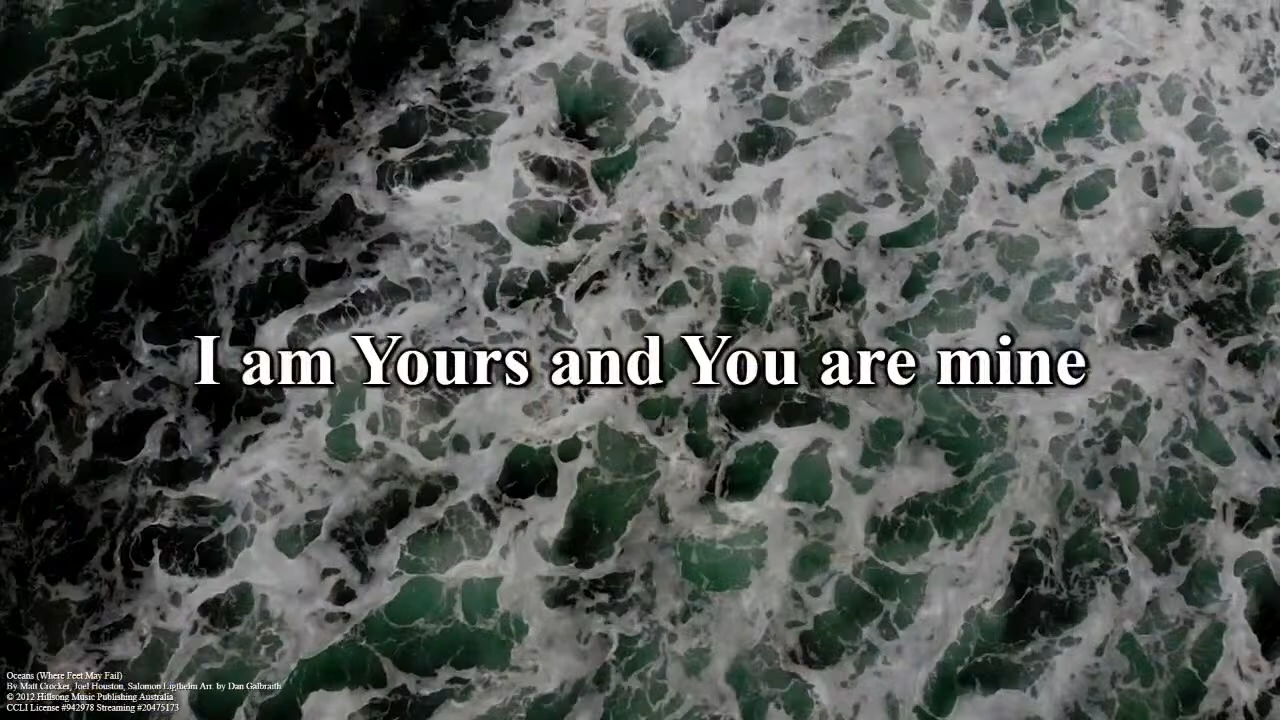 I am Yours and You are mine
Oceans (Where Feet May Fail)
By Matt Crocker, Joel Houston, Salomon Ligthelm Arr. by Dan Galbraith
© 2012 Hillsong Music Publishing Australia
CCLI License #942978 Streaming #20475173